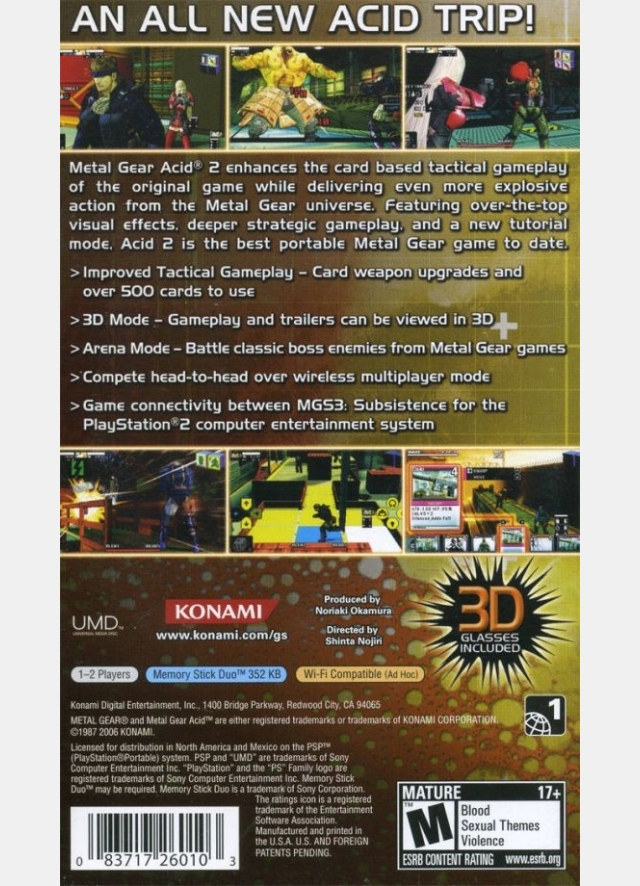 AN ALL NEW ACID TRIP!
Metal Gear Acid® 2 enhances the card based tactical gameplay
of the original game while delivering even more explosive
action from the Metal Gear universe. Featuring over-the-top
visual effects, deeper strategic gameplay, and a new tutorial
mode, Acid 2 is the best portable Metal Gear game to date.
> Improved Tactical Gameplay – Card weapon upgrades and
over 500 cards to use
> 3D Mode – Gameplay and trailers can be viewed in 3D
> Arena Mode – Battle classic boss enemies from Metal Gear games
> Compete head-to-head over wireless multiplayer mode
> Game connectivity between MGS3: Subsistence for the
PlayStation®2 computer entertainment system
UMD™
UNIVERSAL MEDIA DISC
KONAMI
www.konami.com/gs
Produced by
Noriaki Okamura
Directed by
Shinta Nojiri
3D
GLASSES
INCLUDED
1–2 Players
Memory Stick Duo™ 352 KB
Wi-Fi Compatible (Ad Hoc)
1
Konami Digital Entertainment, Inc., 1400 Bridge Parkway, Redwood City, CA 94065
METAL GEAR® and Metal Gear Acid™ are either registered trademarks or trademarks of KONAMI CORPORATION.
©1987 2006 KONAMI.
Licensed for distribution in North America and Mexico on the PSP™
(PlayStation®Portable) system. PSP and "UMD" are trademarks of Sony
Computer Entertainment Inc. "PlayStation" and the "PS" Family logo are
registered trademarks of Sony Computer Entertainment Inc. Memory Stick
Duo™ may be required. Memory Stick Duo is a trademark of Sony Corporation.
The ratings icon is a registered
trademark of the Entertainment
Software Association.
Manufactured and printed in
the U.S.A. U.S. AND FOREIGN
PATENTS PENDING.
0 83717 26010 3
MATURE 17+
M
TM
Blood
Sexual Themes
Violence
ESRB CONTENT RATING www.esrb.org